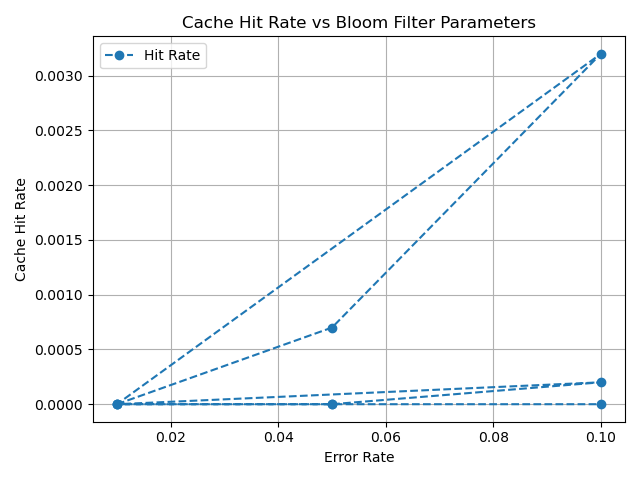 Cache Hit Rate vs Bloom Filter Parameters
Hit Rate
0.0030
0.0025
0.0020
0.0015
0.0010
0.0005
0.0000
Cache Hit Rate
0.02 0.04 0.06 0.08 0.10
Error Rate